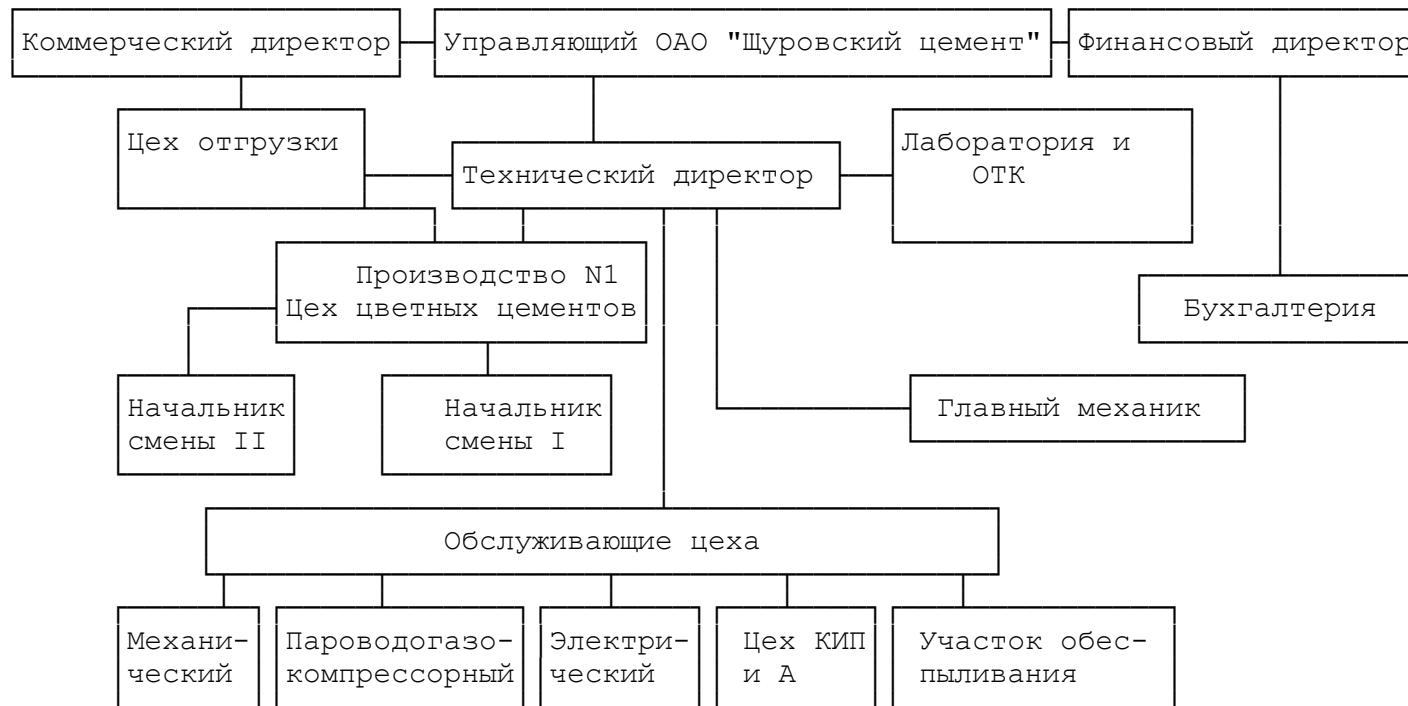 Коммерческий директор
Управляющий ОАО "Щуровский цемент"
Финансовый директор
Цех отгрузки
Лаборатория и
ОТК
Технический директор
Производство N1
Цех цветных цементов
Бухгалтерия
Начальник
смены II
Начальник
смены I
Главный механик
Обслуживающие цеха
Механи-
ческий
Пароводогазо-
компрессорный
Электри-
ческий
Цех КИП
и А
Участок обес-
пыливания